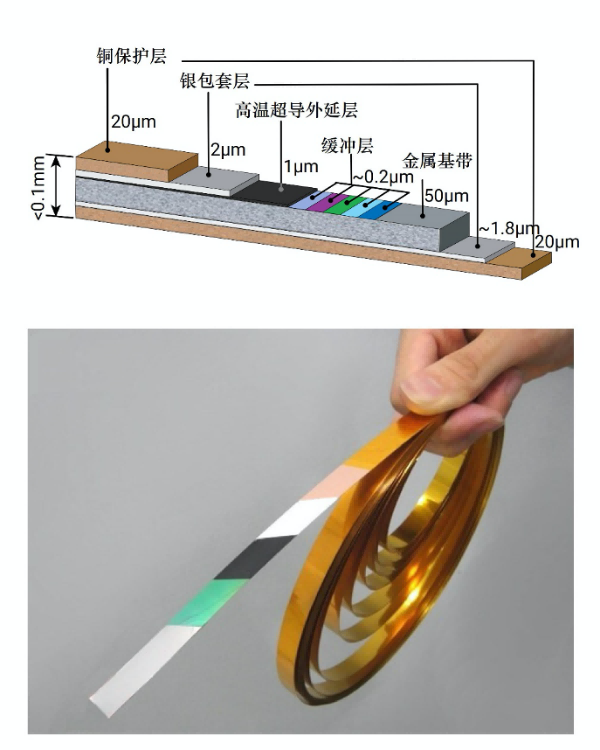 铜保护层
银包套层
高温超导外延层
缓冲层
金属基带
20μm
2μm
1μm
~0.2μm
50μm
~1.8μm
20μm
<0.1mm